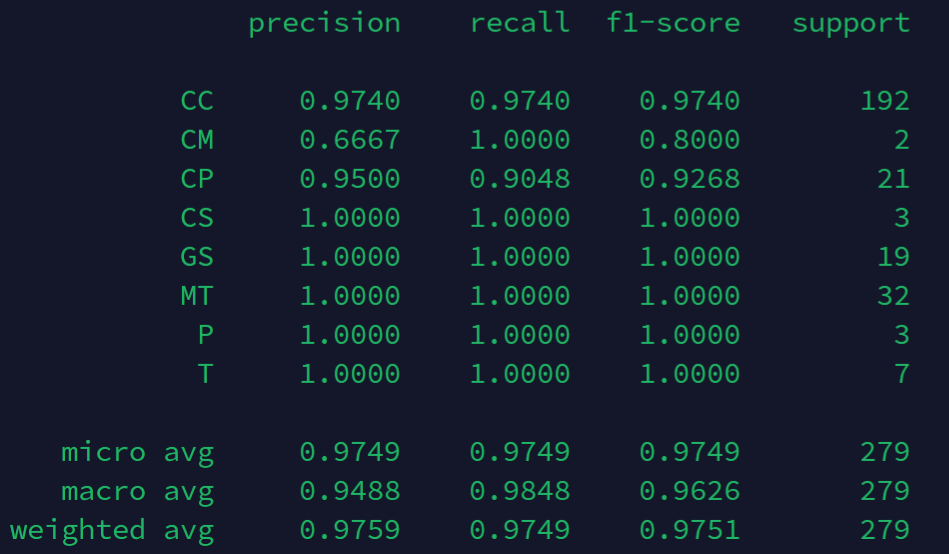 precision recall f1-score support
CC 0.9740 0.9740 0.9740 192
CM 0.6667 1.0000 0.8000 2
CP 0.9500 0.9048 0.9268 21
CS 1.0000 1.0000 1.0000 3
GS 1.0000 1.0000 1.0000 19
MT 1.0000 1.0000 1.0000 32
P 1.0000 1.0000 1.0000 3
T 1.0000 1.0000 1.0000 7
micro avg 0.9749 0.9749 0.9749 279
macro avg 0.9488 0.9848 0.9626 279
weighted avg 0.9759 0.9749 0.9751 279